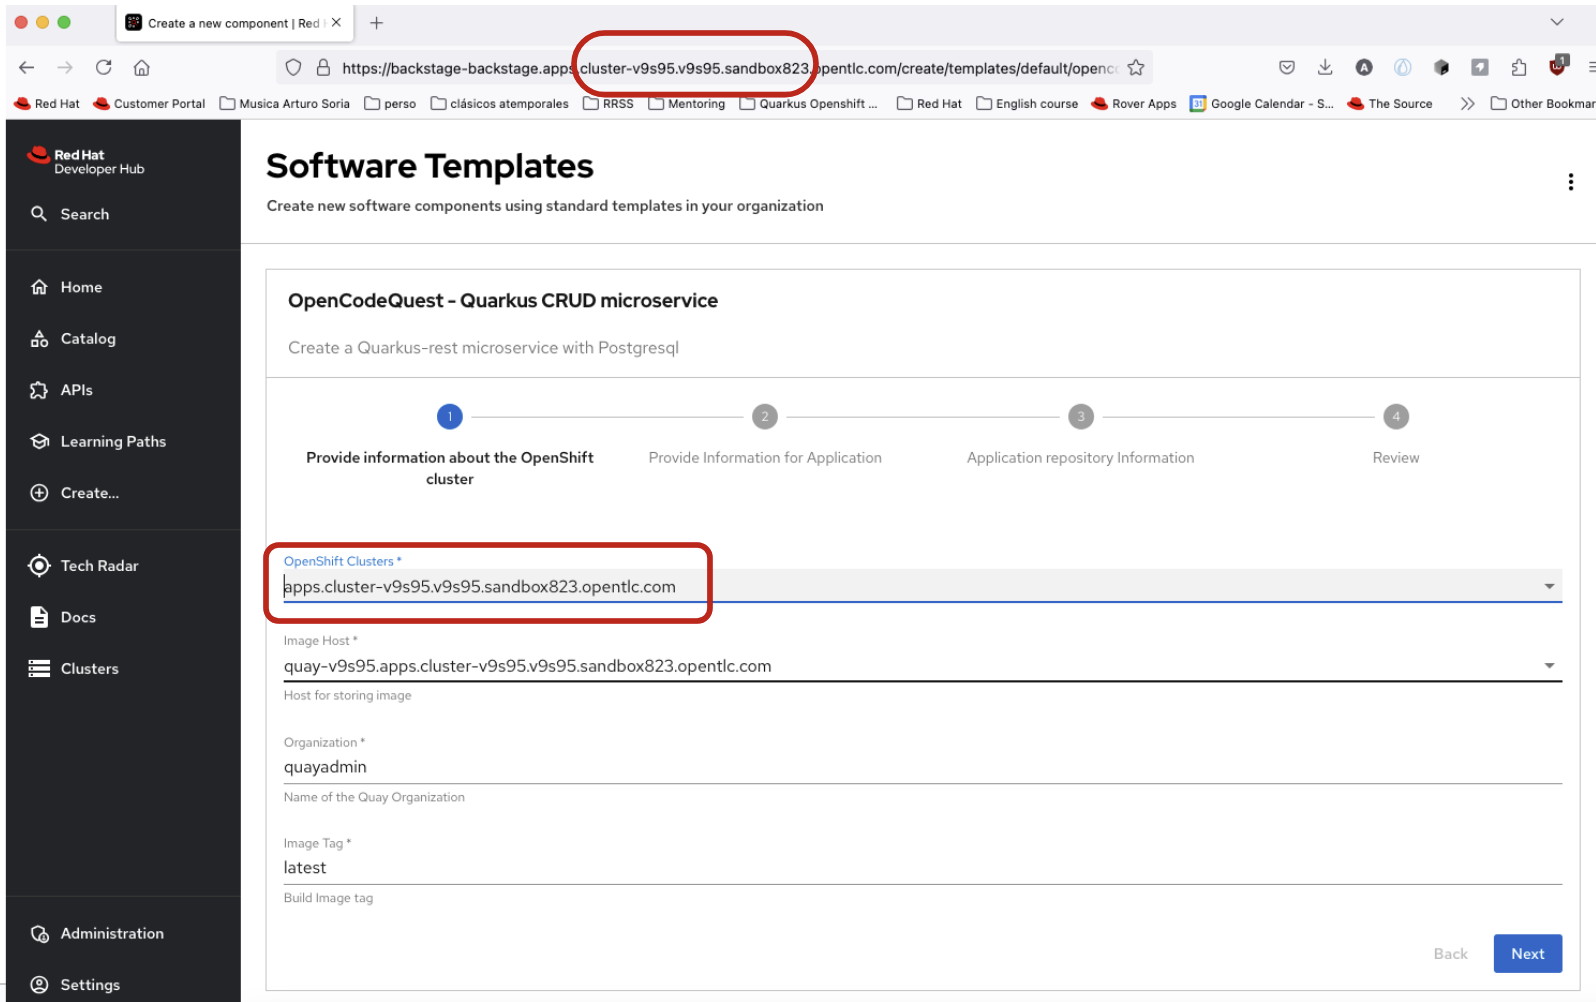 Create a new component | Red
https://backstage-backstage.apps.cluster-v9s95.v9s95.sandbox823.opentlc.com/create/templates/default/openc
1
Red Hat
Customer Portal
Musica Arturo Soria
perso
clásicos atemporales
RRSS
Mentoring
Quarkus Openshift ...
Red Hat
English course
Rover Apps
31
Google Calendar - S...
The Source
Other Bookmar
Red Hat
Developer Hub
Search
Home
Catalog
APIs
Learning Paths
Create...
Tech Radar
Docs
Clusters
Administration
Settings
Software Templates
Create new software components using standard templates in your organization
OpenCodeQuest - Quarkus CRUD microservice
Create a Quarkus-rest microservice with Postgresql
1
Provide information about the OpenShift
cluster
2
Provide Information for Application
3
Application repository Information
4
Review
OpenShift Clusters *
apps.cluster-v9s95.v9s95.sandbox823.opentlc.com
Image Host *
quay-v9s95.apps.cluster-v9s95.v9s95.sandbox823.opentlc.com
Host for storing image
Organization *
quayadmin
Name of the Quay Organization
Image Tag *
latest
Build Image tag
Back
Next